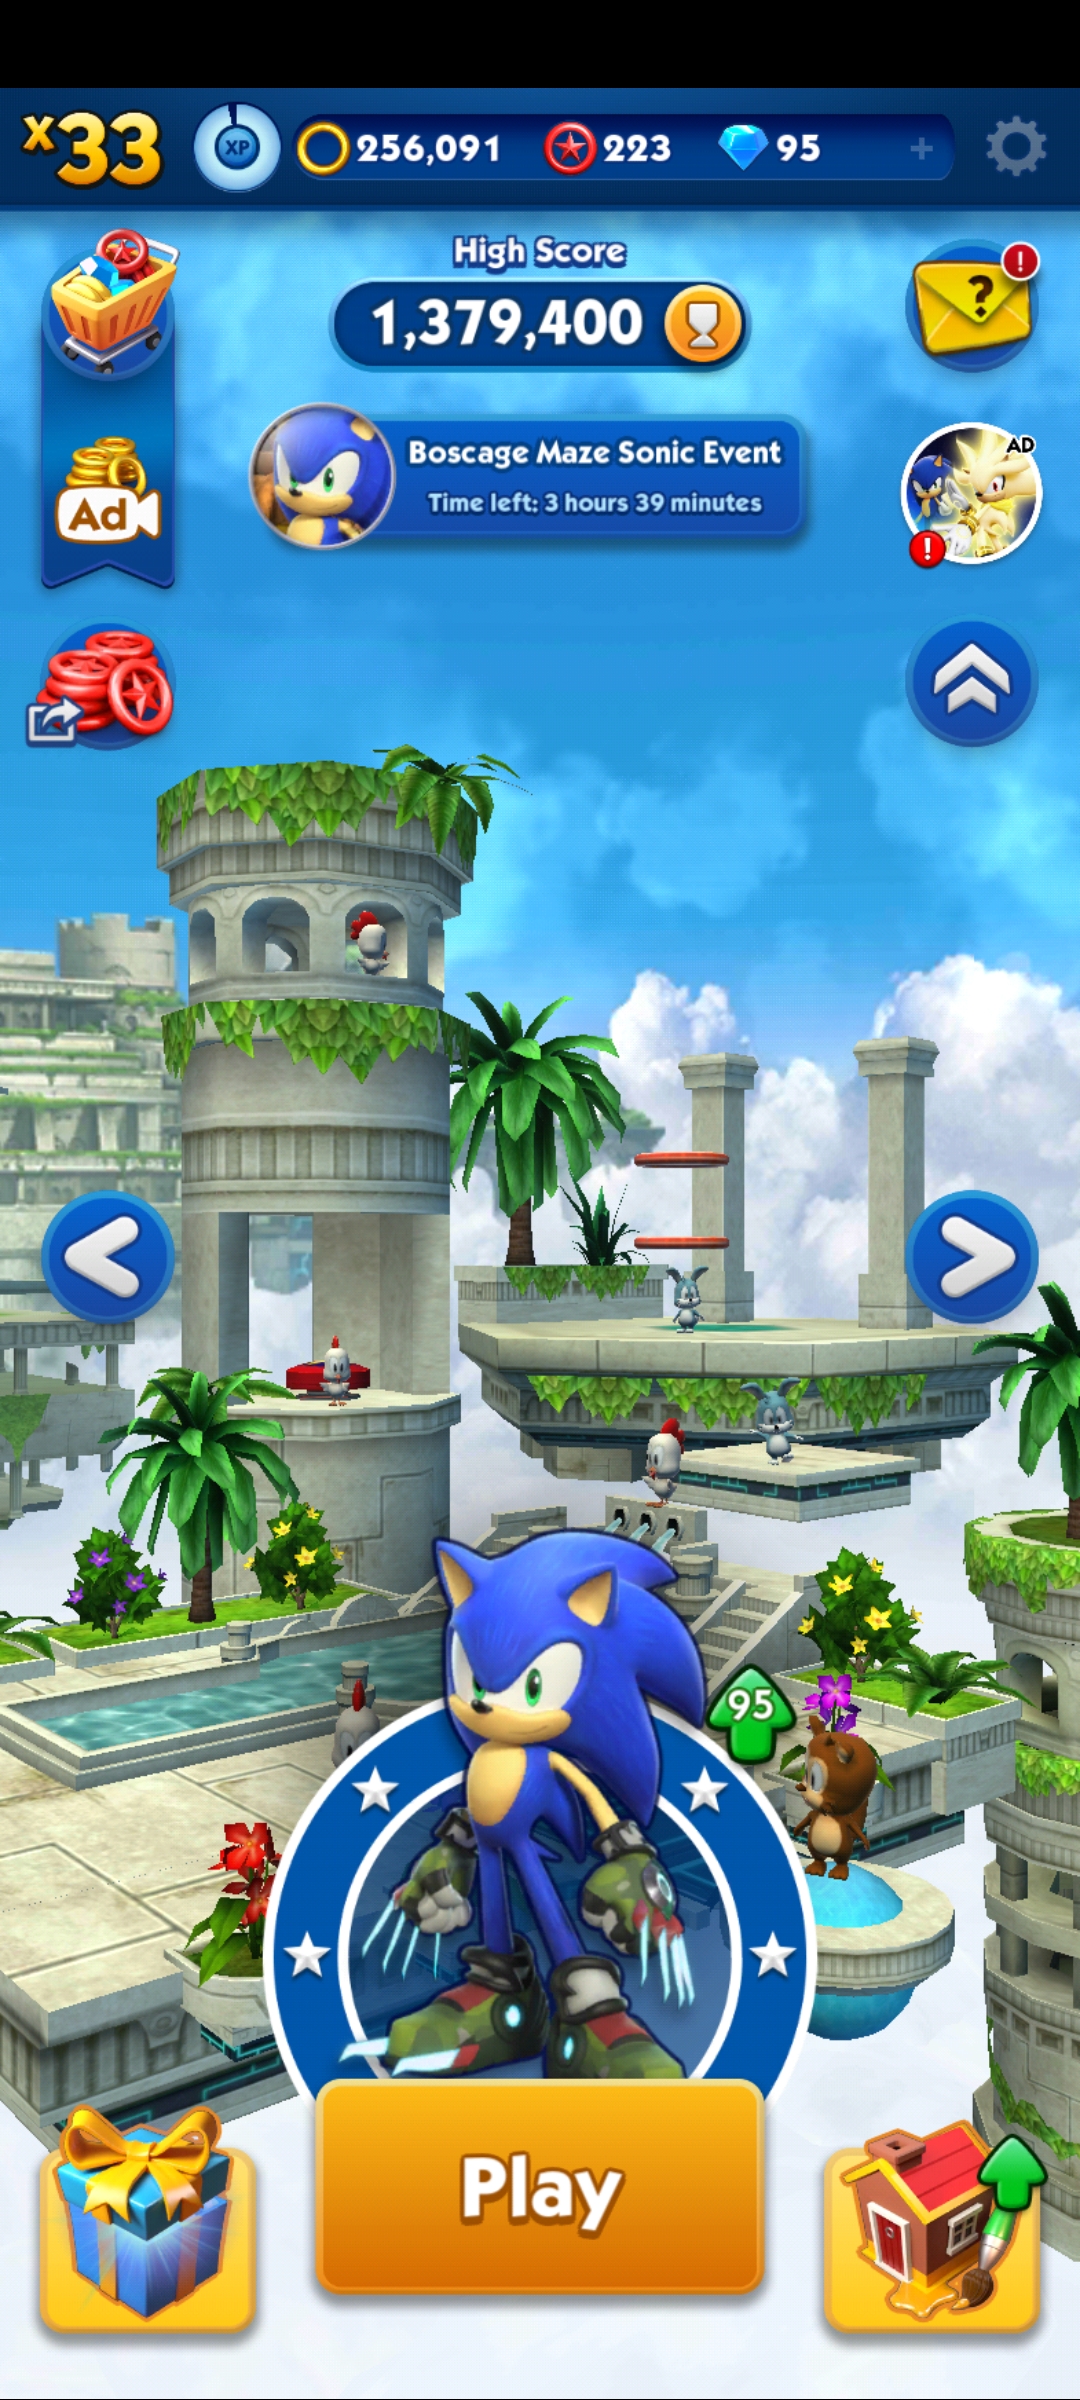 x33
XP
256,091
223
95
+
High Score
1,379,400
?
!
Boscage Maze Sonic Event
Time left: 3 hours 39 minutes
AD
!
Ad
95
Play